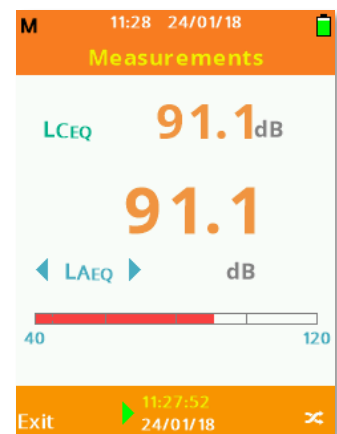 M 11:28 24/01/18
Measurements
LCEQ 91.1dB
91.1
LAEQ dB
40 120
11:27:52
Exit 24/01/18